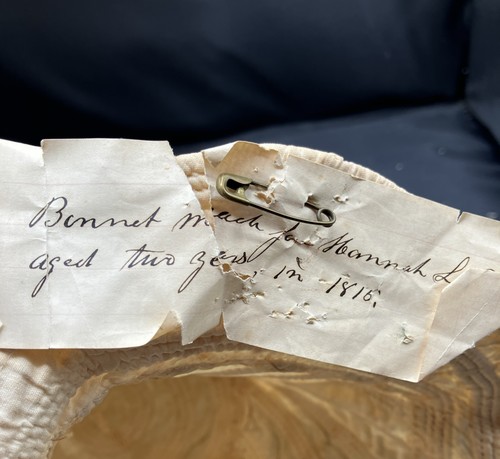 Bonnet made for Hannah L
aged two years in 1816.